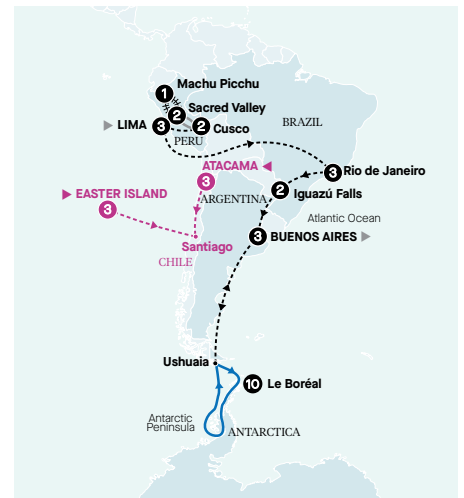 Machu Picchu
1
Sacred Valley
2
LIMA
3
2
Cusco
PERU
BRAZIL
ATACAMA
3
3
Rio de Janeiro
EASTER ISLAND
3
ARGENTINA
2
Iguazú Falls
Atlantic Ocean
Santiago
3
BUENOS AIRES
CHILE
Ushuaia
10
Le Boréal
Antarctic
Peninsula
ANTARCTICA